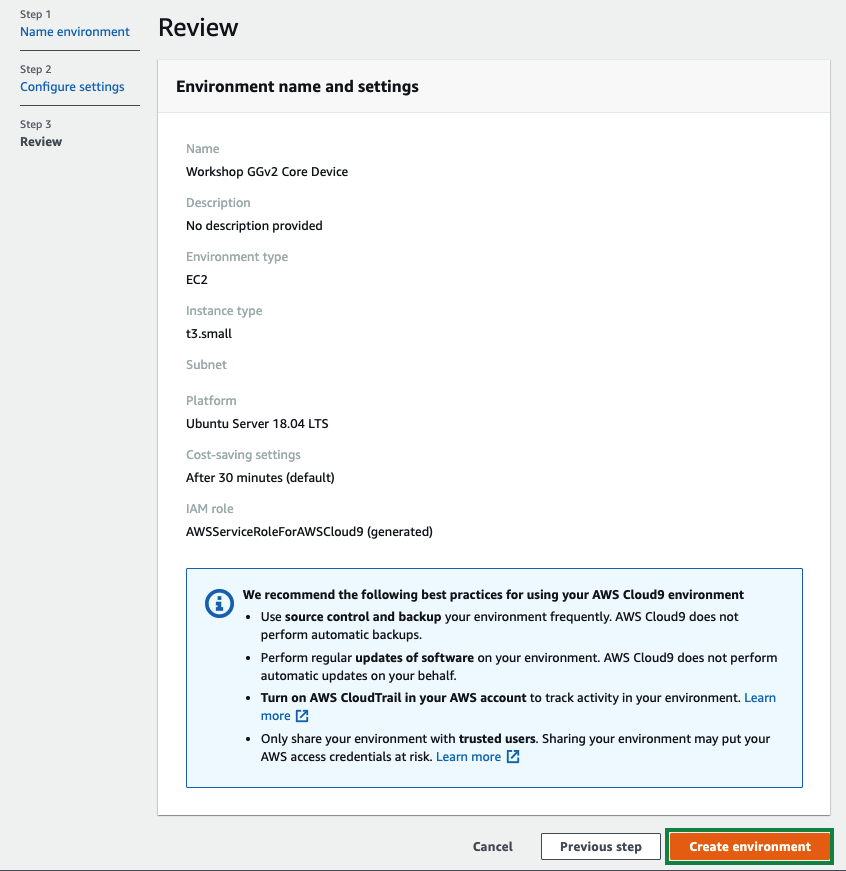 Step 1
Name environment
Step 2
Configure settings
Step 3
Review
Review
Environment name and settings
Name
Workshop GGv2 Core Device
Description
No description provided
Environment type
EC2
Instance type
t3.small
Subnet
Platform
Ubuntu Server 18.04 LTS
Cost-saving settings
After 30 minutes (default)
IAM role
AWSServiceRoleForAWSCloud9 (generated)
We recommend the following best practices for using your AWS Cloud9 environment
• Use source control and backup your environment frequently. AWS Cloud9 does not
perform automatic backups.
• Perform regular updates of software on your environment. AWS Cloud9 does not perform
automatic updates on your behalf.
• Turn on AWS CloudTrail in your AWS account to track activity in your environment. Learn
more
• Only share your environment with trusted users. Sharing your environment may put your
AWS access credentials at risk. Learn more
Cancel
Previous step
Create environment